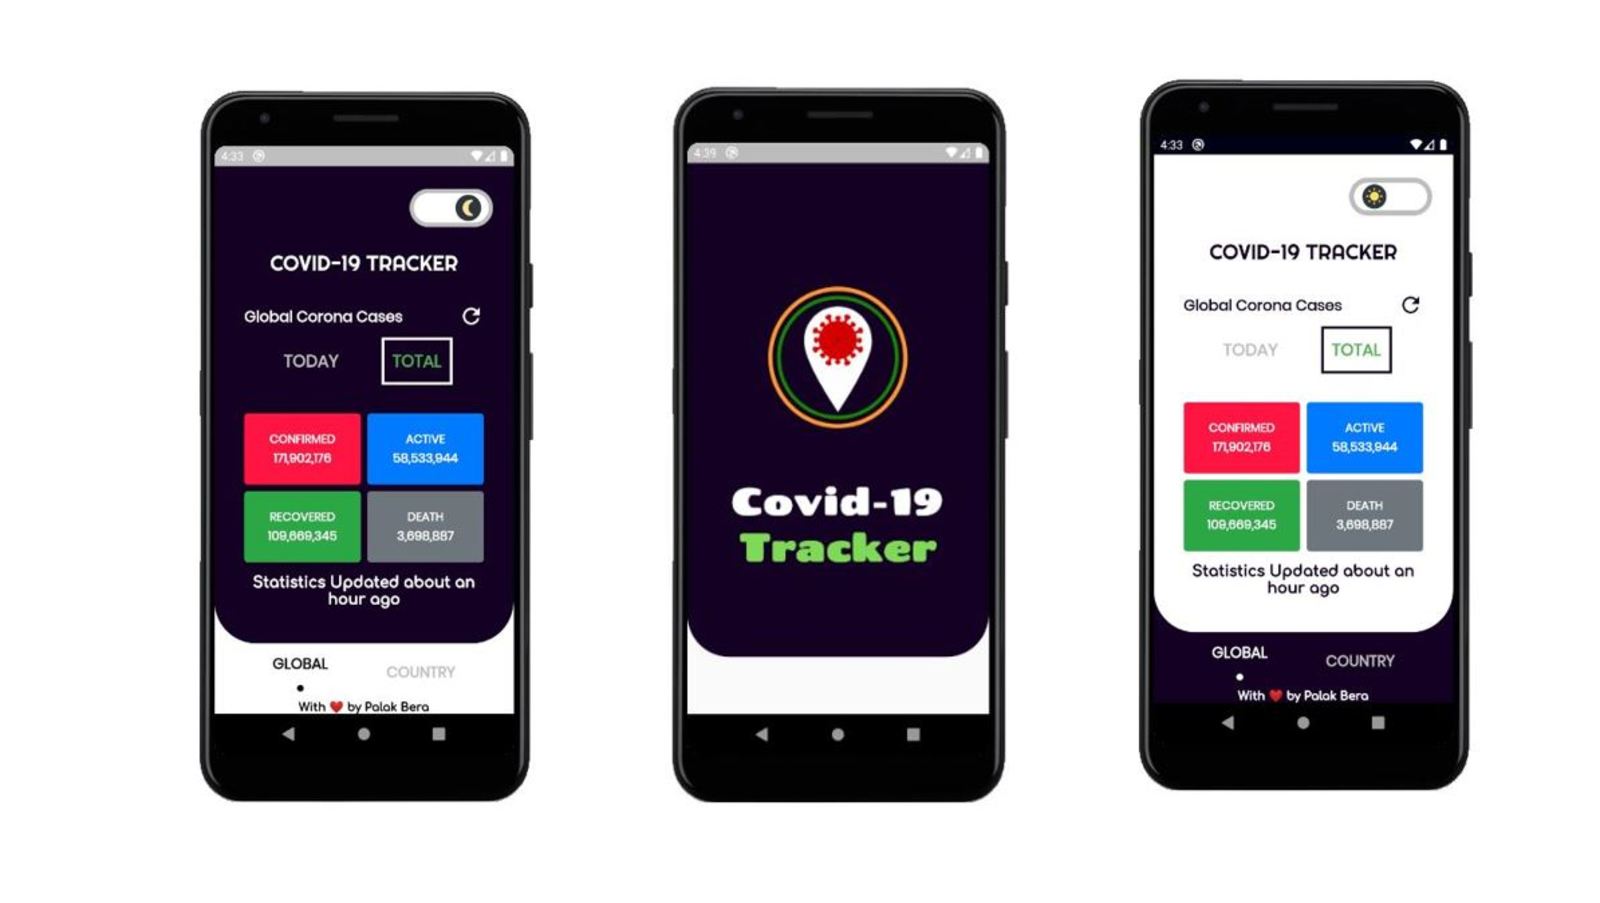 4:33
COVID-19 TRACKER
Global Corona Cases
TODAY
TOTAL
CONFIRMED
171,902,176
ACTIVE
58,533,944
RECOVERED
109,669,345
DEATH
3,698,887
Statistics Updated about an
hour ago
GLOBAL
COUNTRY
With ❤️ by Palak Bera
4:39
Covid-19
Tracker
4:33
COVID-19 TRACKER
Global Corona Cases
TODAY
TOTAL
CONFIRMED
171,902,176
ACTIVE
58,533,944
RECOVERED
109,669,345
DEATH
3,698,887
Statistics Updated about an
hour ago
GLOBAL
COUNTRY
With ❤️ by Palak Bera